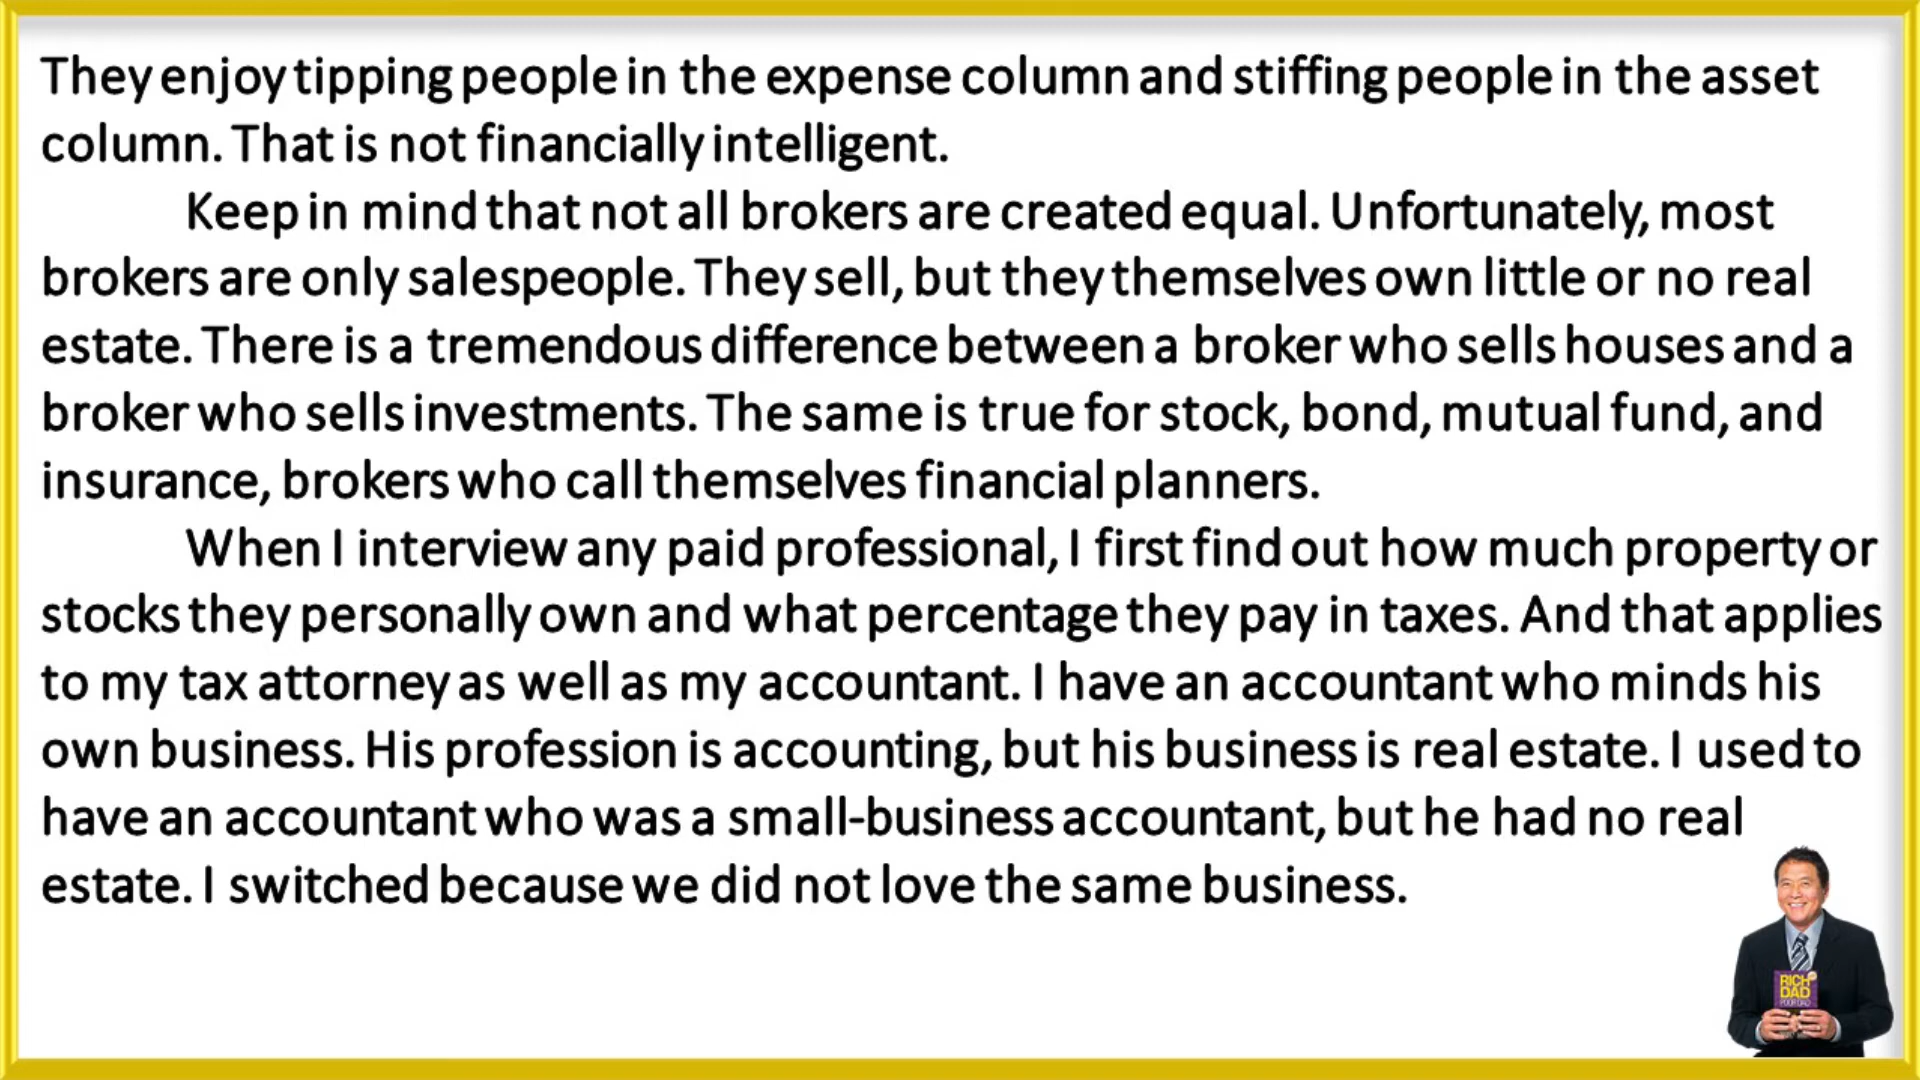 They enjoy tipping people in the expense column and stiffing people in the asset
column. That is not financially intelligent.
Keep in mind that not all brokers are created equal. Unfortunately, most
brokers are only salespeople. They sell, but they themselves own little or no real
estate. There is a tremendous difference between a broker who sells houses and a
broker who sells investments. The same is true for stock, bond, mutual fund, and
insurance, brokers who call themselves financial planners.
When I interview any paid professional, I first find out how much property or
stocks they personally own and what percentage they pay in taxes. And that applies
to my tax attorney as well as my accountant. I have an accountant who minds his
own business. His profession is accounting, but his business is real estate. I used to
have an accountant who was a small-business accountant, but he had no real
estate. I switched because we did not love the same business.
RICH
DAD
POOR DAD